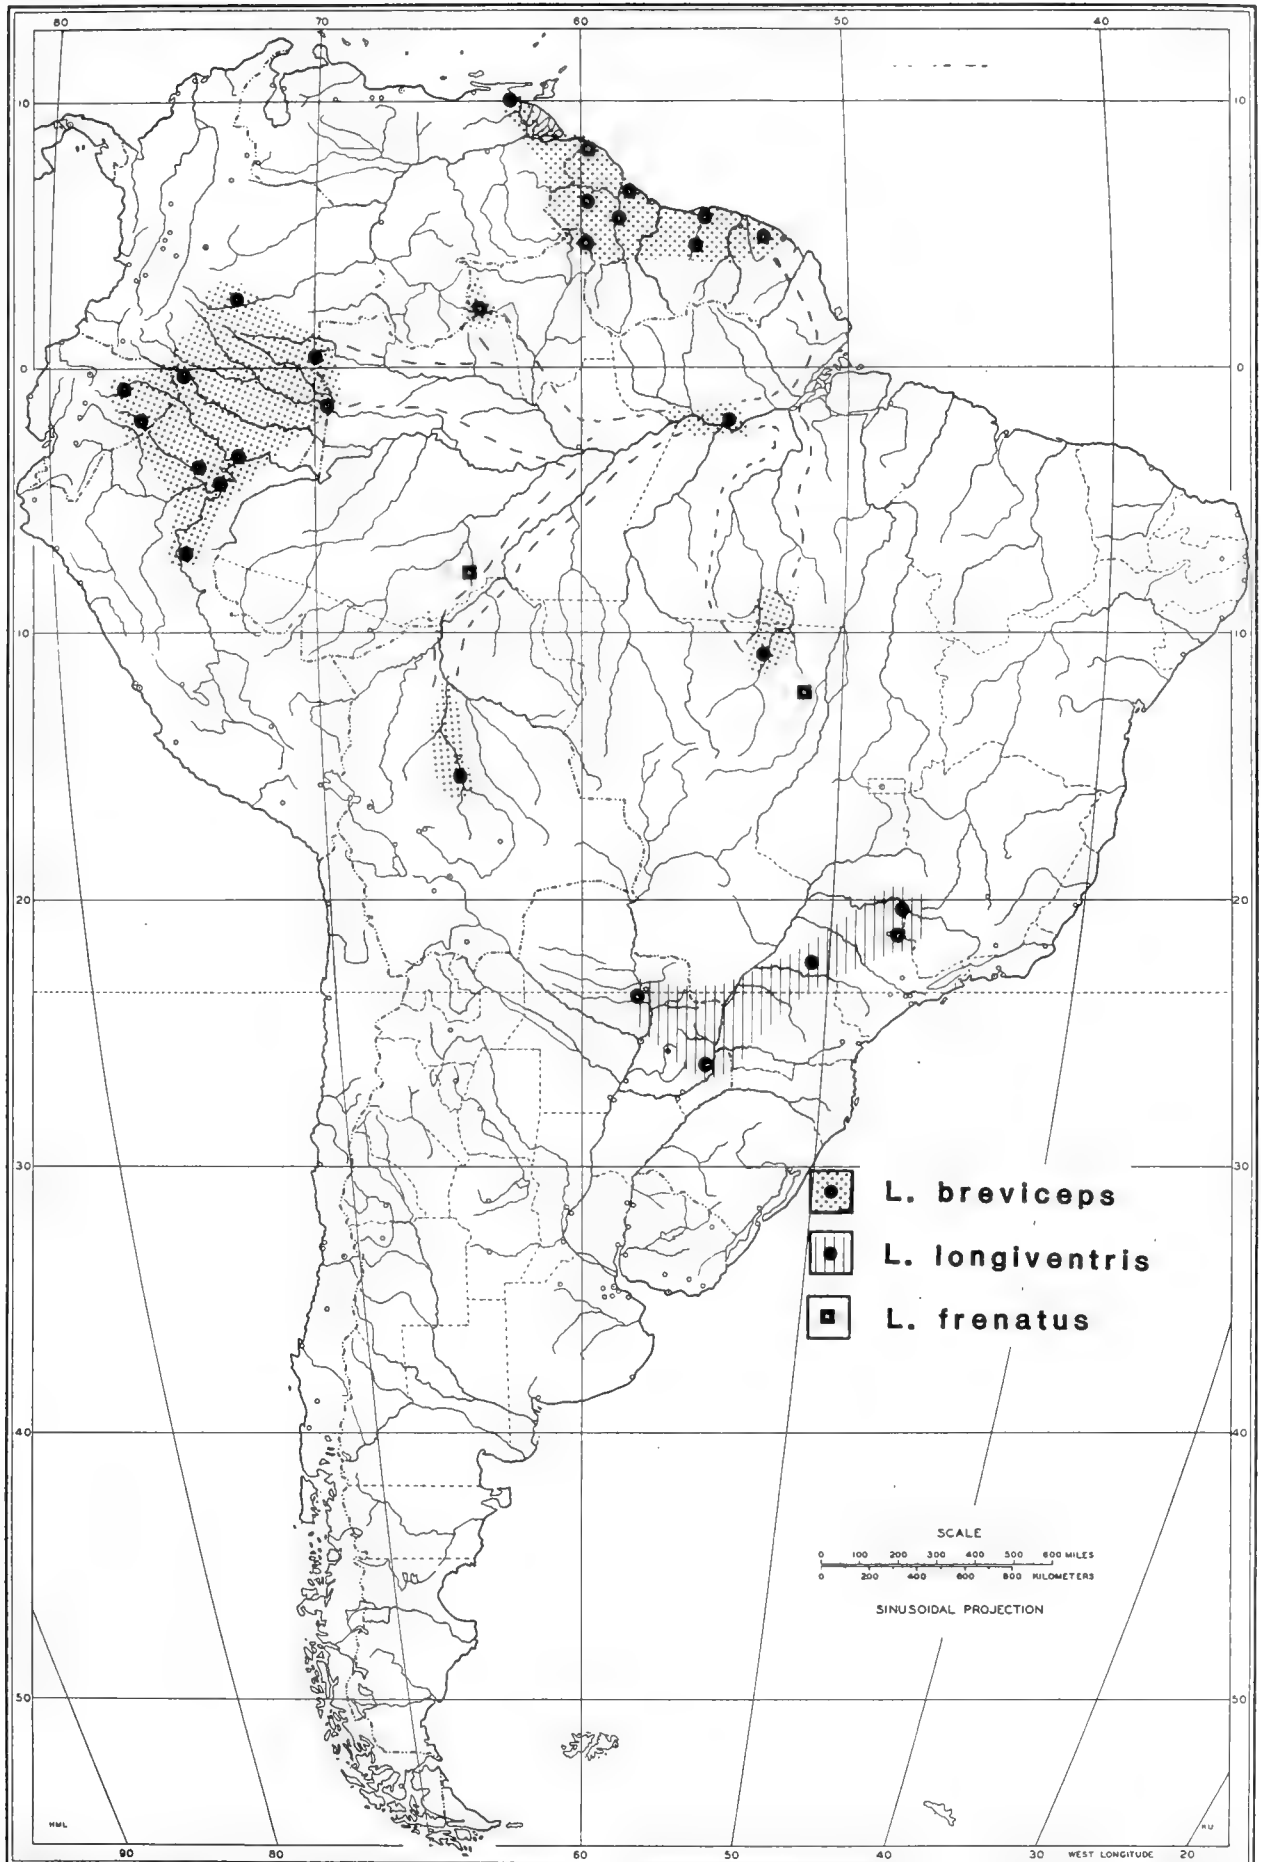 80 70 60 50 40
10 10
0 0
10 10
20 20
30 30
L. breviceps
L. longiventris
L. frenatus
40 40
SCALE
0 100 200 300 400 500 600 MILES
0 200 400 600 800 KILOMETERS
SINUSOIDAL PROJECTION
50 50
HML
90 80 70 60 50 40 30 WEST LONGITUDE 20